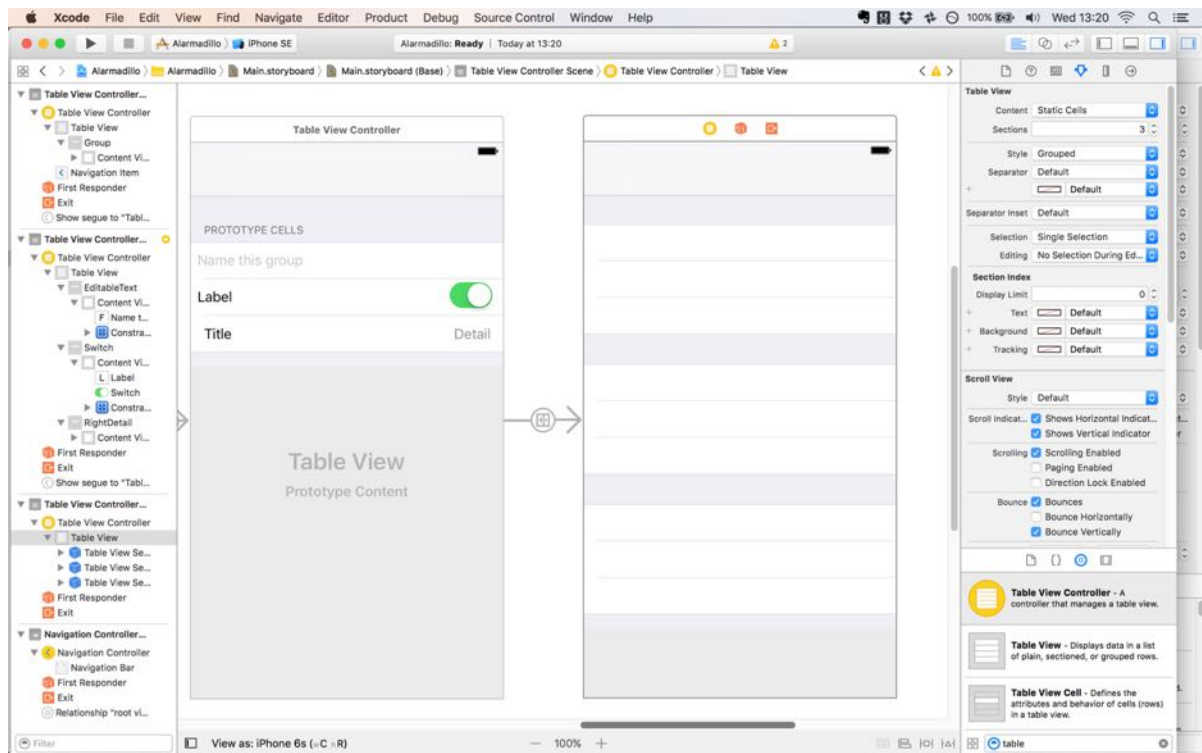 Xcode File Edit View Find Navigate Editor Product Debug Source Control Window Help 100% Wed 13:20
Alarmadillo iPhone SE Alarmadillo: Ready | Today at 13:20 2
Alarmadillo Alarmadillo Main.storyboard Main.storyboard (Base) Table View Controller Scene Table View Controller Table View
Table View Controller...
Table View Controller
Table View
Group
Content Vi...
Navigation Item
First Responder
Exit
Show segue to "Tabl...
Table View Controller...
Table View Controller
Table View
EditableText
Content Vi...
F Name t...
Constra...
Switch
Content Vi...
L Label
Switch
Constra...
RightDetail
Content Vi...
First Responder
Exit
Show segue to "Tabl...
Table View Controller...
Table View Controller
Table View
Table View Se...
Table View Se...
Table View Se...
First Responder
Exit
Navigation Controller...
Navigation Controller
Navigation Bar
First Responder
Exit
Relationship "root vi...
Filter
Table View Controller
PROTOTYPE CELLS
Name this group
Label
Title Detail
Table View
Prototype Content
View as: iPhone 6s (wC hR) — 100% +
Table View
Content Static Cells
Sections 3
Style Grouped
Separator Default
Default
Separator Inset Default
Selection Single Selection
Editing No Selection During Ed...
Section Index
Display Limit 0
Text Default
Background Default
Tracking Default
Scroll View
Style Default
Scroll Indicat... Shows Horizontal Indicat...
Shows Vertical Indicator
Scrolling Scrolling Enabled
Paging Enabled
Direction Lock Enabled
Bounce Bounces
Bounce Horizontally
Bounce Vertically
Table View Controller - A
controller that manages a table view.
Table View - Displays data in a list
of plain, sectioned, or grouped rows.
Table View Cell - Defines the
attributes and behavior of cells (rows)
in a table view.
table